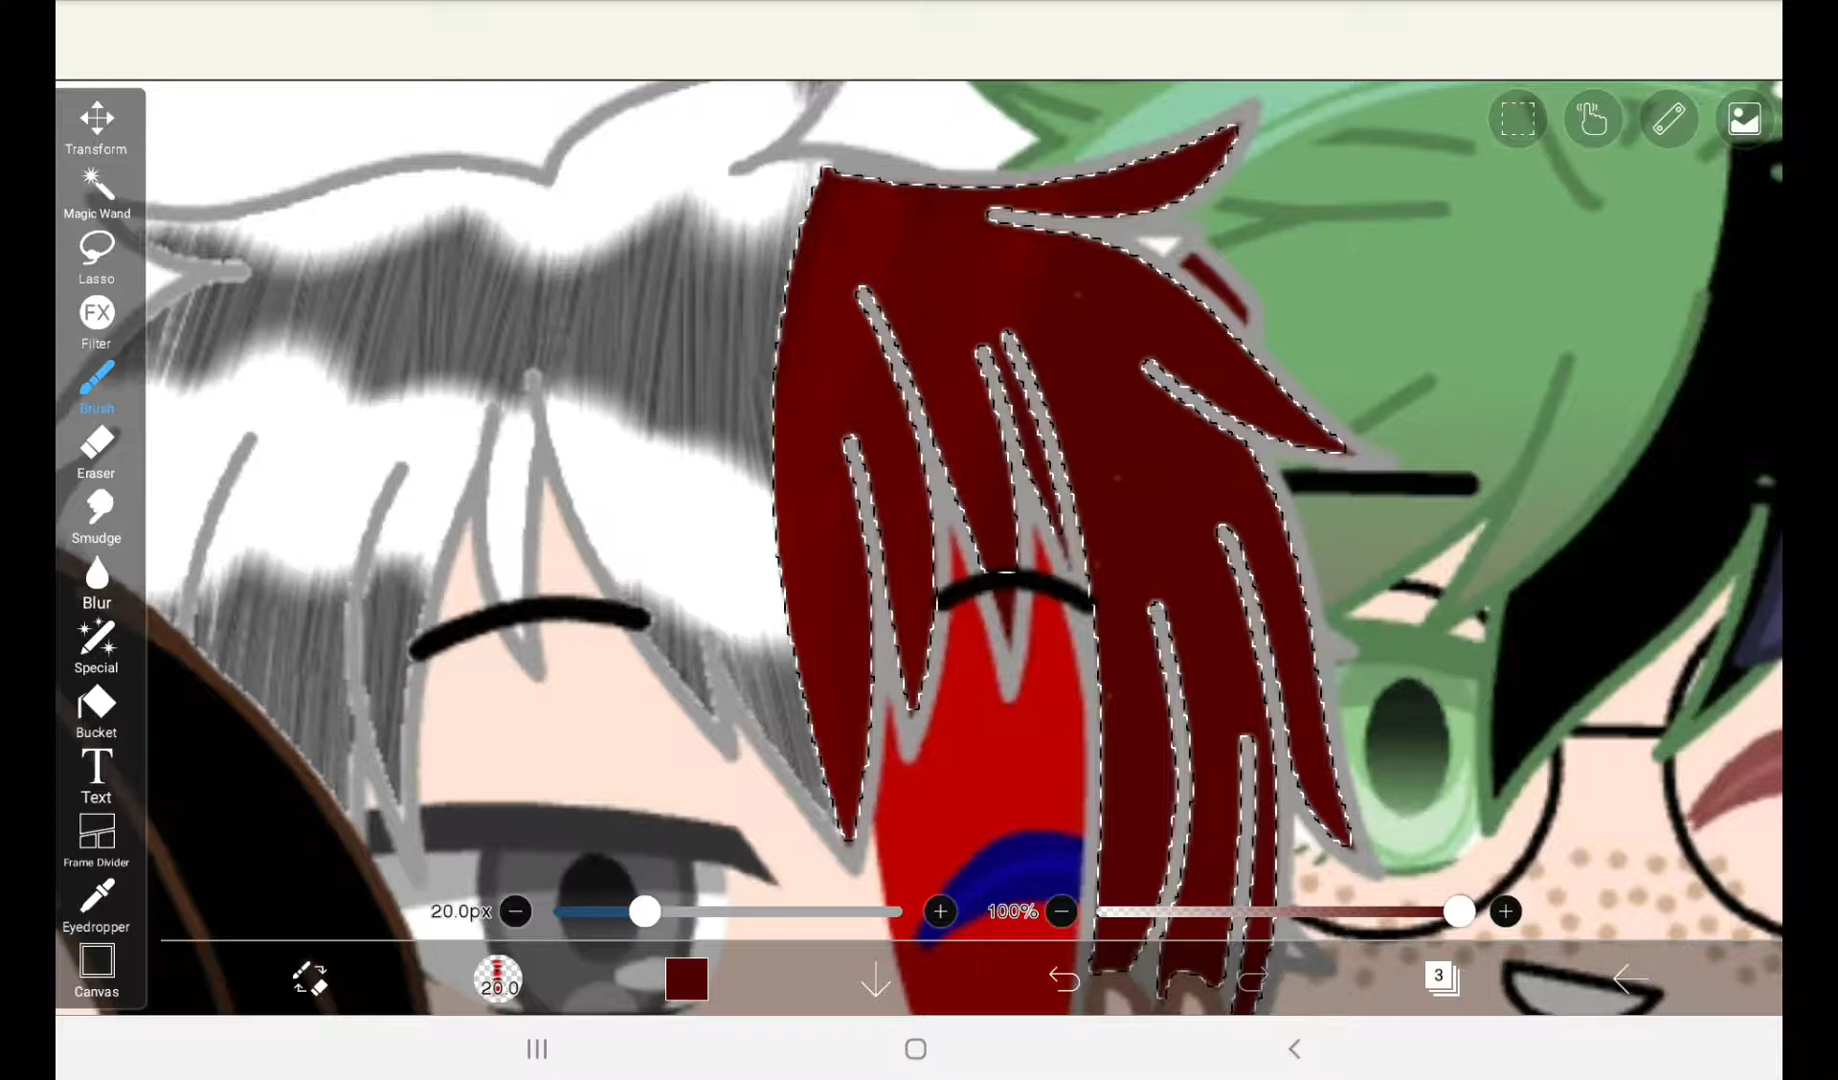 Transform
Magic Wand
Lasso
FX
Filter
Brush
Eraser
Smudge
Blur
Special
Bucket
T
Text
Frame Divider
Eyedropper
Canvas
20.0px
100%
20.0
3